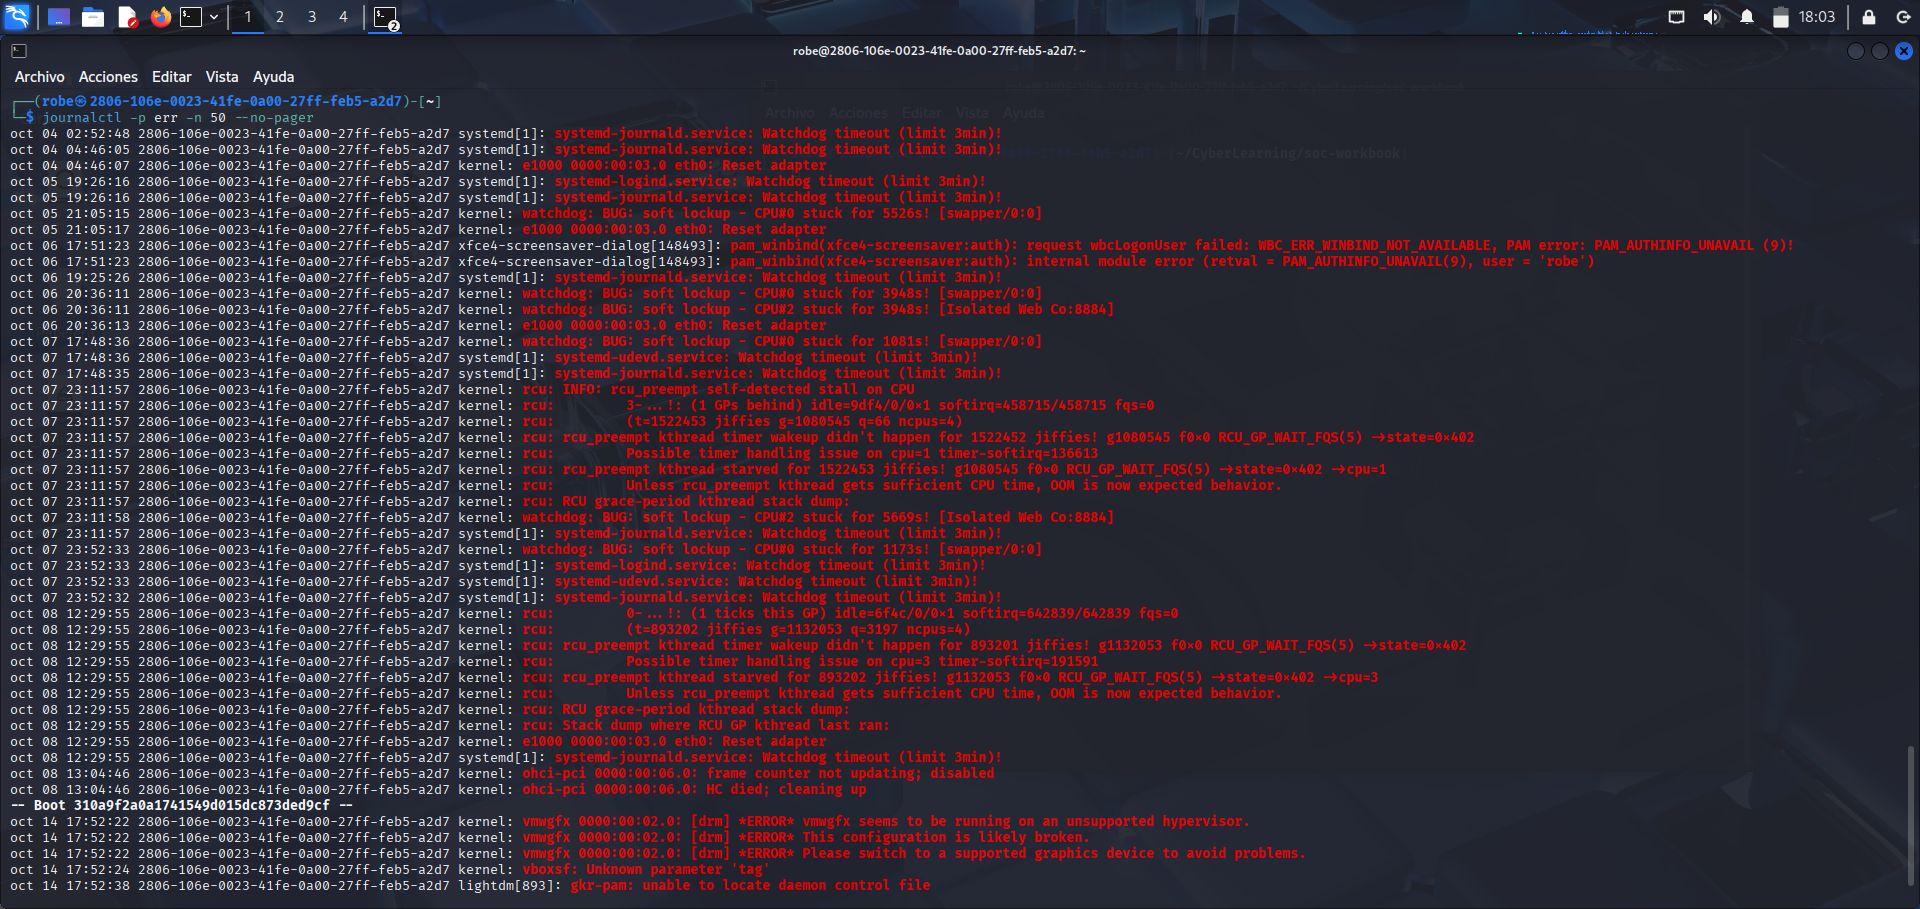 1 2 3 4 2 18:03
robe@2806-106e-0023-41fe-0a00-27ff-feb5-a2d7: ~
Archivo Acciones Editar Vista Ayuda
┌──(robe㉿2806-106e-0023-41fe-0a00-27ff-feb5-a2d7)-[~]
└─$ journalctl -p err -n 50 --no-pager
oct 04 02:52:48 2806-106e-0023-41fe-0a00-27ff-feb5-a2d7 systemd[1]: systemd-journald.service: Watchdog timeout (limit 3min)!
oct 04 04:46:05 2806-106e-0023-41fe-0a00-27ff-feb5-a2d7 systemd[1]: systemd-journald.service: Watchdog timeout (limit 3min)!
oct 04 04:46:07 2806-106e-0023-41fe-0a00-27ff-feb5-a2d7 kernel: e1000 0000:00:03.0 eth0: Reset adapter
oct 05 19:26:16 2806-106e-0023-41fe-0a00-27ff-feb5-a2d7 systemd[1]: systemd-logind.service: Watchdog timeout (limit 3min)!
oct 05 19:26:16 2806-106e-0023-41fe-0a00-27ff-feb5-a2d7 systemd[1]: systemd-journald.service: Watchdog timeout (limit 3min)!
oct 05 21:05:15 2806-106e-0023-41fe-0a00-27ff-feb5-a2d7 kernel: watchdog: BUG: soft lockup - CPU#0 stuck for 5526s! [swapper/0:0]
oct 05 21:05:17 2806-106e-0023-41fe-0a00-27ff-feb5-a2d7 kernel: e1000 0000:00:03.0 eth0: Reset adapter
oct 06 17:51:23 2806-106e-0023-41fe-0a00-27ff-feb5-a2d7 xfce4-screensaver-dialog[148493]: pam_winbind(xfce4-screensaver:auth): request wbcLogonUser failed: WBC_ERR_WINBIND_NOT_AVAILABLE, PAM error: PAM_AUTHINFO_UNAVAIL (9)!
oct 06 17:51:23 2806-106e-0023-41fe-0a00-27ff-feb5-a2d7 xfce4-screensaver-dialog[148493]: pam_winbind(xfce4-screensaver:auth): internal module error (retval = PAM_AUTHINFO_UNAVAIL(9), user = 'robe')
oct 06 19:25:26 2806-106e-0023-41fe-0a00-27ff-feb5-a2d7 systemd[1]: systemd-journald.service: Watchdog timeout (limit 3min)!
oct 06 20:36:11 2806-106e-0023-41fe-0a00-27ff-feb5-a2d7 kernel: watchdog: BUG: soft lockup - CPU#0 stuck for 3948s! [swapper/0:0]
oct 06 20:36:11 2806-106e-0023-41fe-0a00-27ff-feb5-a2d7 kernel: watchdog: BUG: soft lockup - CPU#2 stuck for 3948s! [Isolated Web Co:8884]
oct 06 20:36:13 2806-106e-0023-41fe-0a00-27ff-feb5-a2d7 kernel: e1000 0000:00:03.0 eth0: Reset adapter
oct 07 17:48:36 2806-106e-0023-41fe-0a00-27ff-feb5-a2d7 kernel: watchdog: BUG: soft lockup - CPU#0 stuck for 1081s! [swapper/0:0]
oct 07 17:48:36 2806-106e-0023-41fe-0a00-27ff-feb5-a2d7 systemd[1]: systemd-udevd.service: Watchdog timeout (limit 3min)!
oct 07 17:48:35 2806-106e-0023-41fe-0a00-27ff-feb5-a2d7 systemd[1]: systemd-journald.service: Watchdog timeout (limit 3min)!
oct 07 23:11:57 2806-106e-0023-41fe-0a00-27ff-feb5-a2d7 kernel: rcu: INFO: rcu_preempt self-detected stall on CPU
oct 07 23:11:57 2806-106e-0023-41fe-0a00-27ff-feb5-a2d7 kernel: rcu: 3-...!: (1 GPs behind) idle=9df4/0/0×1 softirq=458715/458715 fqs=0
oct 07 23:11:57 2806-106e-0023-41fe-0a00-27ff-feb5-a2d7 kernel: rcu: (t=1522453 jiffies g=1080545 q=66 ncpus=4)
oct 07 23:11:57 2806-106e-0023-41fe-0a00-27ff-feb5-a2d7 kernel: rcu: rcu_preempt kthread timer wakeup didn't happen for 1522452 jiffies! g1080545 f0×0 RCU_GP_WAIT_FQS(5) →state=0×402
oct 07 23:11:57 2806-106e-0023-41fe-0a00-27ff-feb5-a2d7 kernel: rcu: Possible timer handling issue on cpu=1 timer-softirq=136613
oct 07 23:11:57 2806-106e-0023-41fe-0a00-27ff-feb5-a2d7 kernel: rcu: rcu_preempt kthread starved for 1522453 jiffies! g1080545 f0×0 RCU_GP_WAIT_FQS(5) →state=0×402 →cpu=1
oct 07 23:11:57 2806-106e-0023-41fe-0a00-27ff-feb5-a2d7 kernel: rcu: Unless rcu_preempt kthread gets sufficient CPU time, OOM is now expected behavior.
oct 07 23:11:57 2806-106e-0023-41fe-0a00-27ff-feb5-a2d7 kernel: rcu: RCU grace-period kthread stack dump:
oct 07 23:11:58 2806-106e-0023-41fe-0a00-27ff-feb5-a2d7 kernel: watchdog: BUG: soft lockup - CPU#2 stuck for 5669s! [Isolated Web Co:8884]
oct 07 23:11:57 2806-106e-0023-41fe-0a00-27ff-feb5-a2d7 systemd[1]: systemd-journald.service: Watchdog timeout (limit 3min)!
oct 07 23:52:33 2806-106e-0023-41fe-0a00-27ff-feb5-a2d7 kernel: watchdog: BUG: soft lockup - CPU#0 stuck for 1173s! [swapper/0:0]
oct 07 23:52:33 2806-106e-0023-41fe-0a00-27ff-feb5-a2d7 systemd[1]: systemd-logind.service: Watchdog timeout (limit 3min)!
oct 07 23:52:33 2806-106e-0023-41fe-0a00-27ff-feb5-a2d7 systemd[1]: systemd-udevd.service: Watchdog timeout (limit 3min)!
oct 07 23:52:32 2806-106e-0023-41fe-0a00-27ff-feb5-a2d7 systemd[1]: systemd-journald.service: Watchdog timeout (limit 3min)!
oct 08 12:29:55 2806-106e-0023-41fe-0a00-27ff-feb5-a2d7 kernel: rcu: 0-...!: (1 ticks this GP) idle=6f4c/0/0×1 softirq=642839/642839 fqs=0
oct 08 12:29:55 2806-106e-0023-41fe-0a00-27ff-feb5-a2d7 kernel: rcu: (t=893202 jiffies g=1132053 q=3197 ncpus=4)
oct 08 12:29:55 2806-106e-0023-41fe-0a00-27ff-feb5-a2d7 kernel: rcu: rcu_preempt kthread timer wakeup didn't happen for 893201 jiffies! g1132053 f0×0 RCU_GP_WAIT_FQS(5) →state=0×402
oct 08 12:29:55 2806-106e-0023-41fe-0a00-27ff-feb5-a2d7 kernel: rcu: Possible timer handling issue on cpu=3 timer-softirq=191591
oct 08 12:29:55 2806-106e-0023-41fe-0a00-27ff-feb5-a2d7 kernel: rcu: rcu_preempt kthread starved for 893202 jiffies! g1132053 f0×0 RCU_GP_WAIT_FQS(5) →state=0×402 →cpu=3
oct 08 12:29:55 2806-106e-0023-41fe-0a00-27ff-feb5-a2d7 kernel: rcu: Unless rcu_preempt kthread gets sufficient CPU time, OOM is now expected behavior.
oct 08 12:29:55 2806-106e-0023-41fe-0a00-27ff-feb5-a2d7 kernel: rcu: RCU grace-period kthread stack dump:
oct 08 12:29:55 2806-106e-0023-41fe-0a00-27ff-feb5-a2d7 kernel: rcu: Stack dump where RCU GP kthread last ran:
oct 08 12:29:55 2806-106e-0023-41fe-0a00-27ff-feb5-a2d7 kernel: e1000 0000:00:03.0 eth0: Reset adapter
oct 08 12:29:55 2806-106e-0023-41fe-0a00-27ff-feb5-a2d7 systemd[1]: systemd-journald.service: Watchdog timeout (limit 3min)!
oct 08 13:04:46 2806-106e-0023-41fe-0a00-27ff-feb5-a2d7 kernel: ohci-pci 0000:00:06.0: frame counter not updating; disabled
oct 08 13:04:46 2806-106e-0023-41fe-0a00-27ff-feb5-a2d7 kernel: ohci-pci 0000:00:06.0: HC died; cleaning up
-- Boot 310a9f2a0a1741549d015dc873ded9cf --
oct 14 17:52:22 2806-106e-0023-41fe-0a00-27ff-feb5-a2d7 kernel: vmwgfx 0000:00:02.0: [drm] *ERROR* vmwgfx seems to be running on an unsupported hypervisor.
oct 14 17:52:22 2806-106e-0023-41fe-0a00-27ff-feb5-a2d7 kernel: vmwgfx 0000:00:02.0: [drm] *ERROR* This configuration is likely broken.
oct 14 17:52:22 2806-106e-0023-41fe-0a00-27ff-feb5-a2d7 kernel: vmwgfx 0000:00:02.0: [drm] *ERROR* Please switch to a supported graphics device to avoid problems.
oct 14 17:52:24 2806-106e-0023-41fe-0a00-27ff-feb5-a2d7 kernel: vboxsf: Unknown parameter 'tag'
oct 14 17:52:38 2806-106e-0023-41fe-0a00-27ff-feb5-a2d7 lightdm[893]: gkr-pam: unable to locate daemon control file